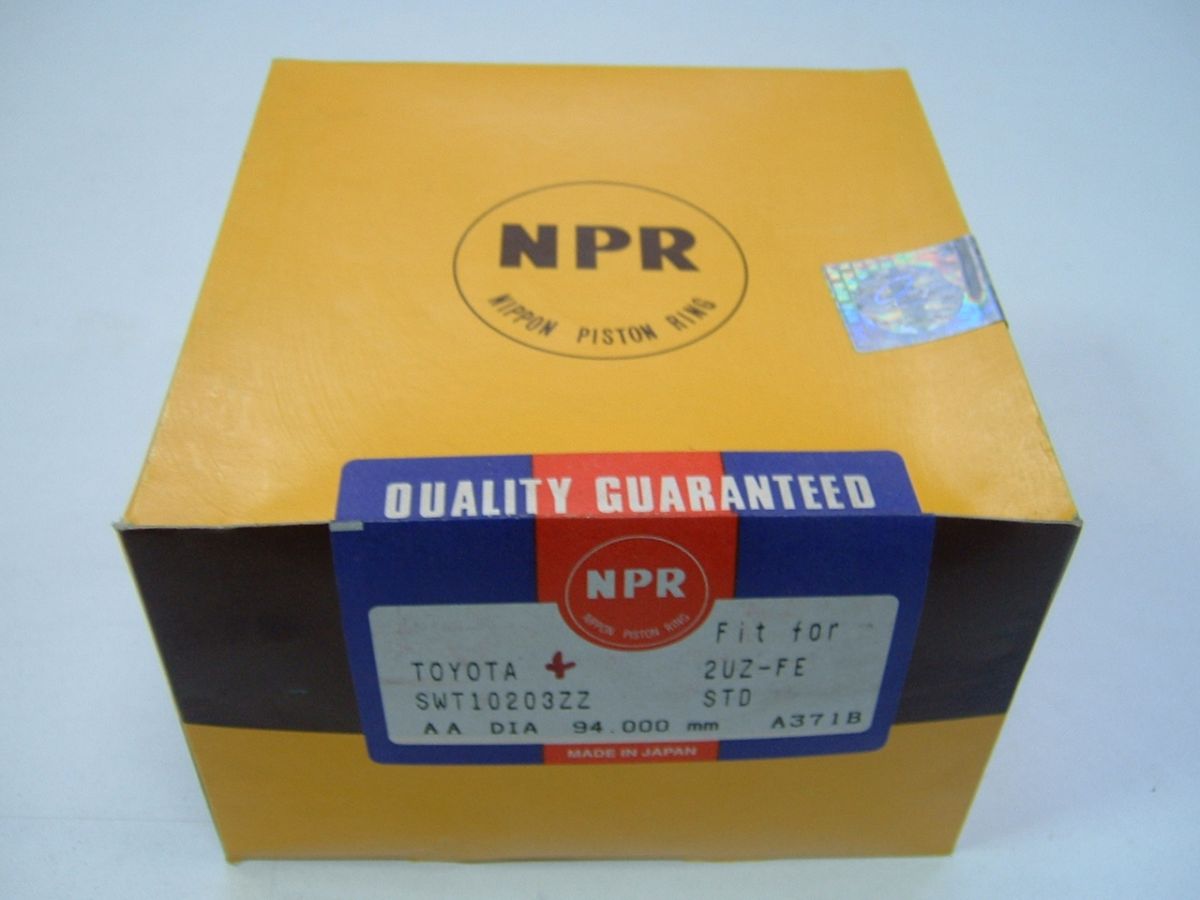 NPR
NIPPON PISTON RING
QUALITY GUARANTEED
NPR
NIPPON PISTON RING
Fit for
TOYOTA 2UZ-FE
SWT10203ZZ STD
AA DIA 94.000 mm A371B
MADE IN JAPAN